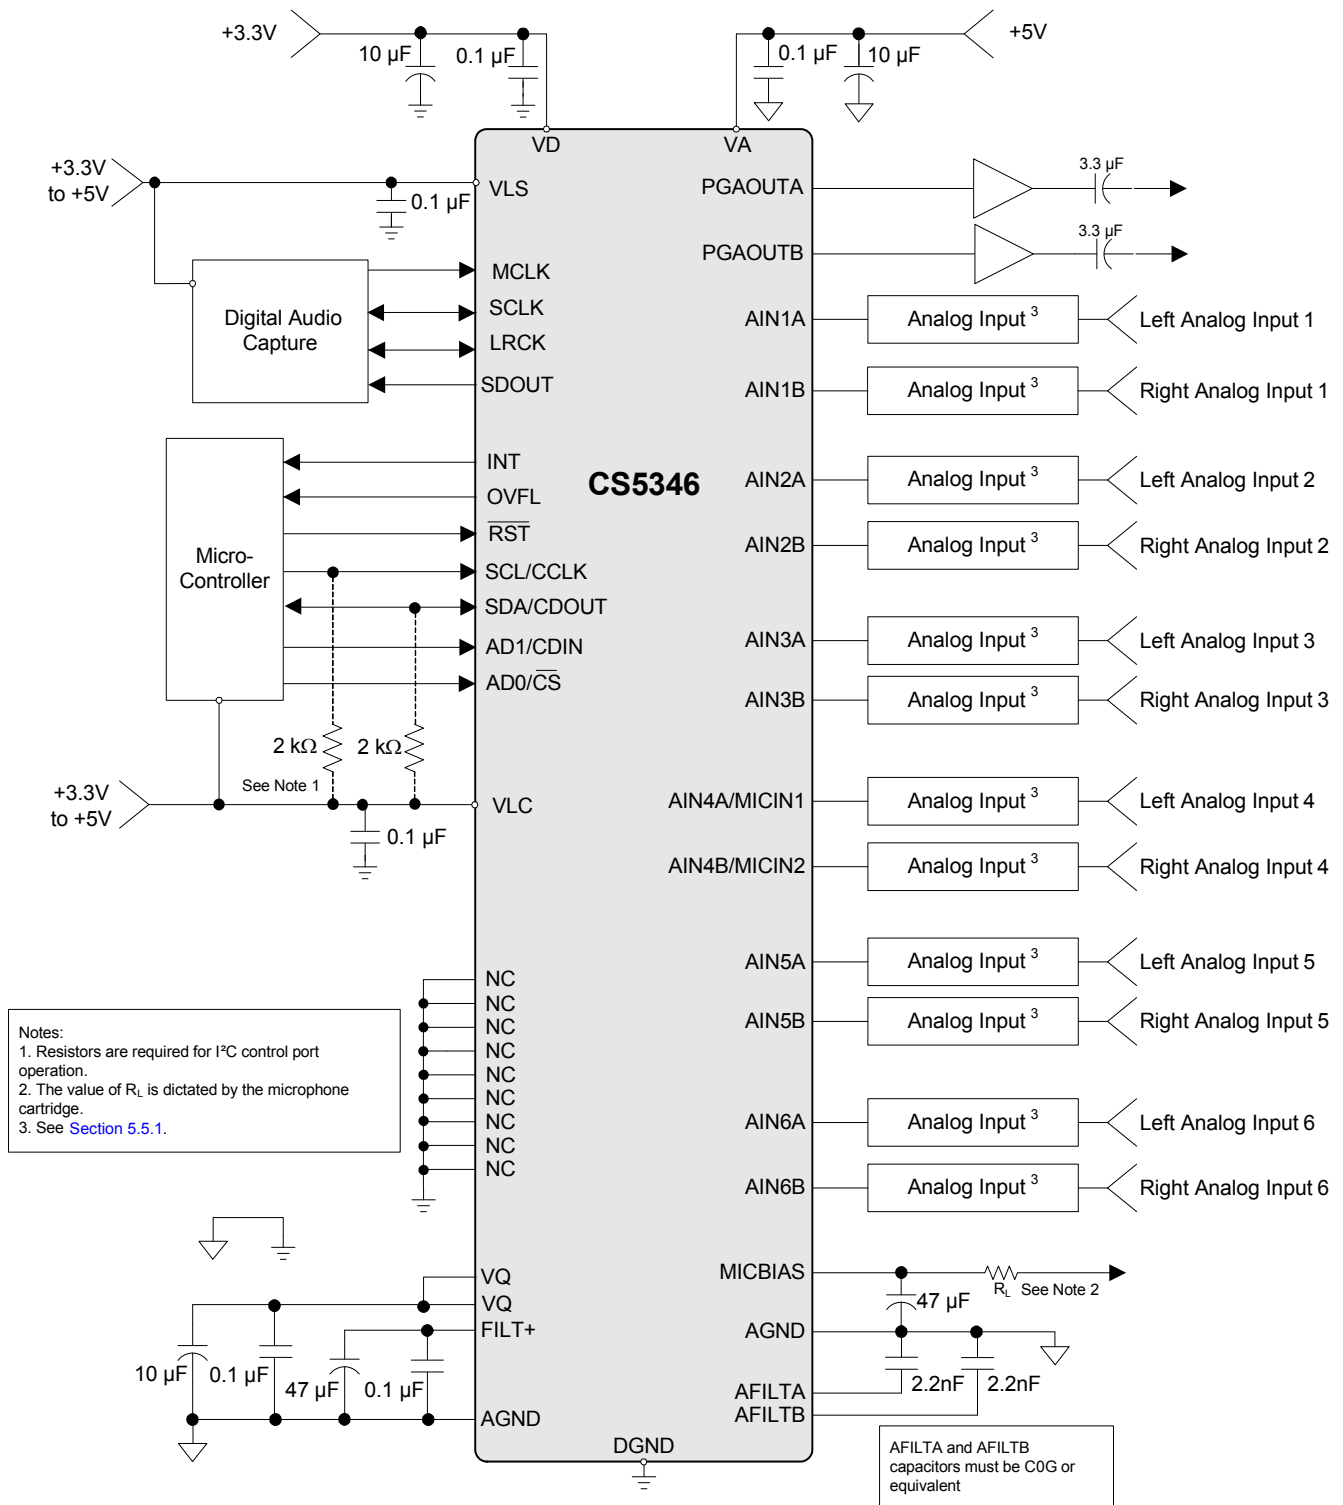 +3.3V
10 µF
0.1 µF
0.1 µF
10 µF
+5V
VD
VA
+3.3V
to +5V
0.1 µF
VLS
PGAOUTA
3.3 µF
PGAOUTB
3.3 µF
Digital Audio
Capture
MCLK
SCLK
LRCK
SDOUT
AIN1A
Analog Input 3
Left Analog Input 1
AIN1B
Analog Input 3
Right Analog Input 1
Micro-
Controller
INT
OVFL
RST
SCL/CCLK
SDA/CDOUT
AD1/CDIN
AD0/CS
CS5346
AIN2A
Analog Input 3
Left Analog Input 2
AIN2B
Analog Input 3
Right Analog Input 2
AIN3A
Analog Input 3
Left Analog Input 3
AIN3B
Analog Input 3
Right Analog Input 3
2 kΩ
2 kΩ
See Note 1
+3.3V
to +5V
0.1 µF
VLC
AIN4A/MICIN1
Analog Input 3
Left Analog Input 4
AIN4B/MICIN2
Analog Input 3
Right Analog Input 4
AIN5A
Analog Input 3
Left Analog Input 5
AIN5B
Analog Input 3
Right Analog Input 5
NC
NC
NC
NC
NC
NC
NC
NC
NC
Notes:
1. Resistors are required for I²C control port
operation.
2. The value of RL is dictated by the microphone
cartridge.
3. See Section 5.5.1.
AIN6A
Analog Input 3
Left Analog Input 6
AIN6B
Analog Input 3
Right Analog Input 6
VQ
VQ
FILT+
10 µF
0.1 µF
47 µF
0.1 µF
AGND
MICBIAS
RL
See Note 2
47 µF
AGND
2.2nF
2.2nF
AFILTA
AFILTB
DGND
AFILTA and AFILTB
capacitors must be C0G or
equivalent